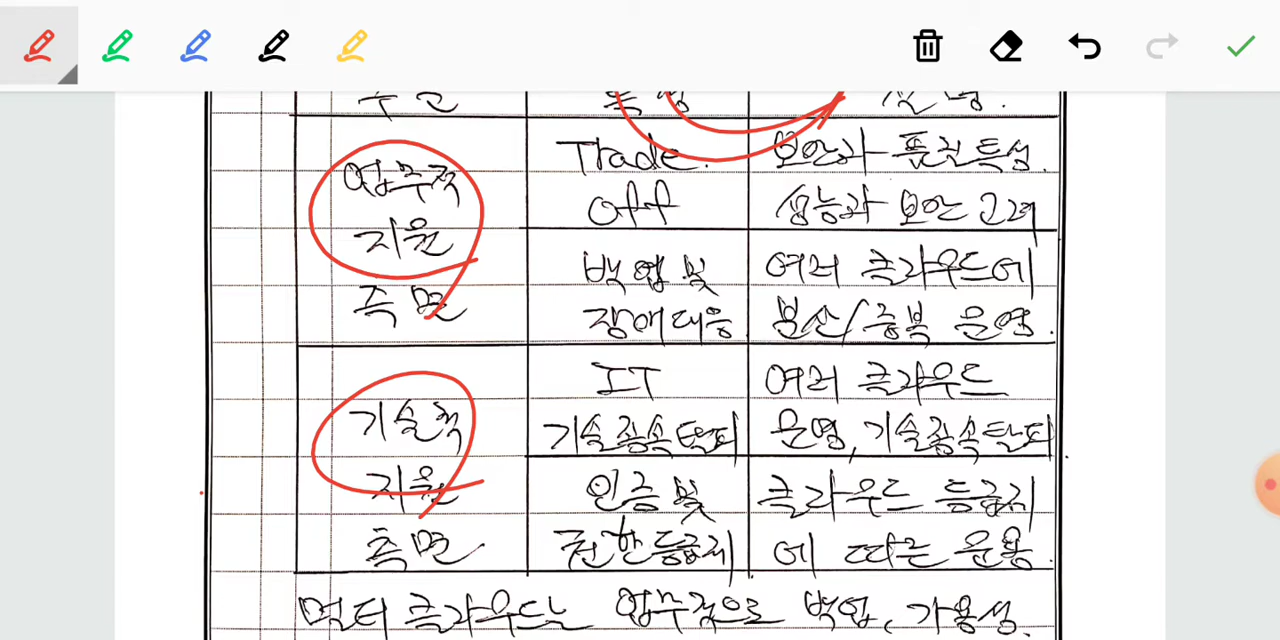 특징 설명.
업무적
지원
측면
Trade.
Off
보안과 품질특성.
성능과 보안 고려
백업 및
장애대응
여러 클라우드에
분산/중복 운영.
기술적
지원
측면
IT
기술종속탈피
여러 클라우드
운영, 기술종속탈피
인증 및
권한등급제
클라우드 등급제
에 따른 운용.
멀티 클라우드는 업무적으로 백업, 가용성.